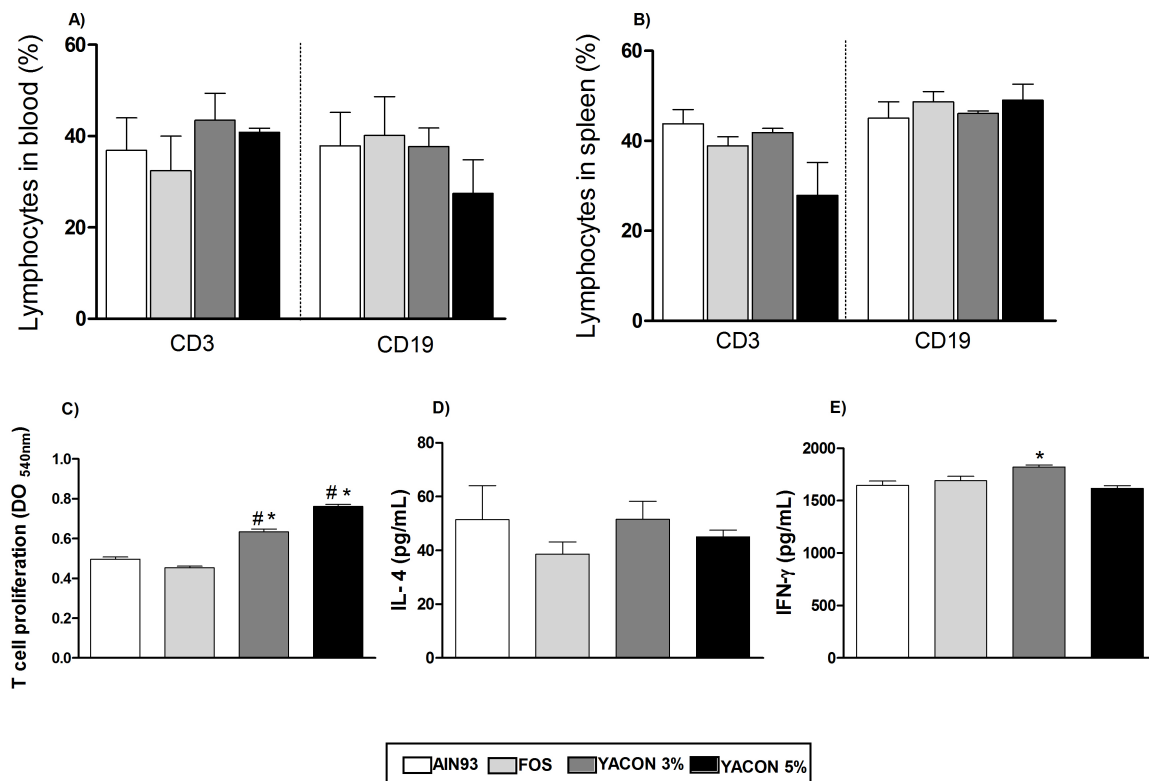 A)
Lymphocytes in blood (%)
60
40
20
0
CD3 CD19
B)
Lymphocytes in spleen (%)
60
40
20
0
CD3 CD19
C)
T cell proliferation (DO 540nm)
1.0
0.8
0.6
0.4
0.2
0.0
# *
# *
D)
IL- 4 (pg/mL)
80
60
40
20
0
E)
IFN-γ (pg/mL)
2000
1500
1000
500
0
*
AIN93 FOS YACON 3% YACON 5%